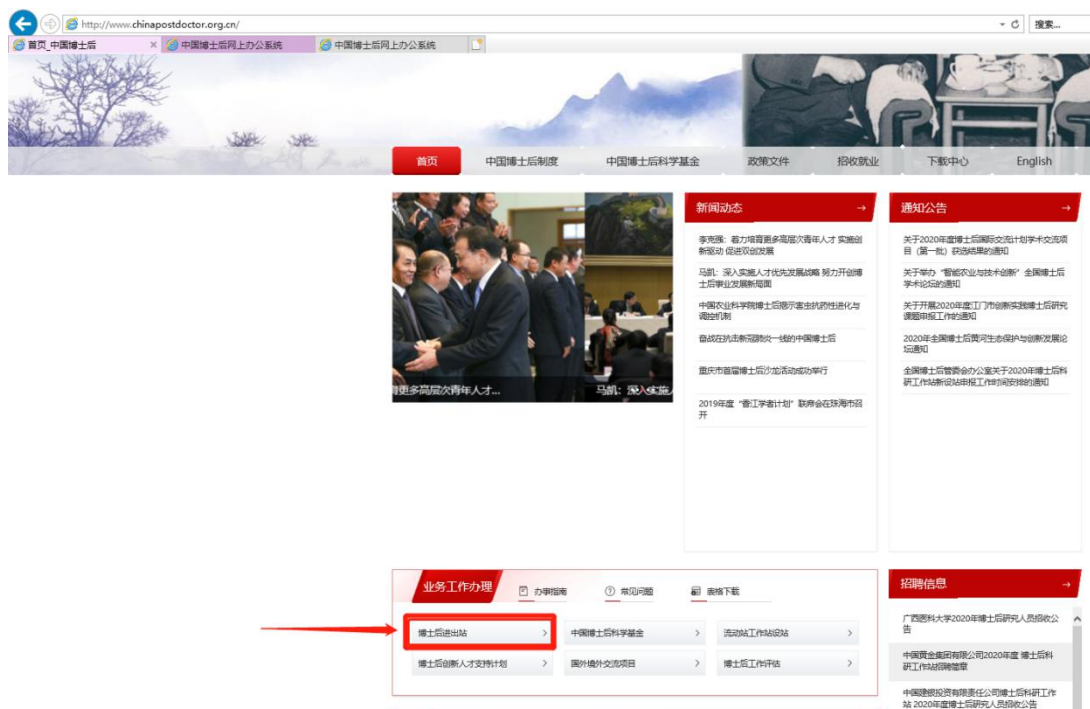 http://www.chinapostdoctor.org.cn/
搜索...
首页_中国博士后
中国博士后网上办公系统
中国博士后网上办公系统
首页
中国博士后制度
中国博士后科学基金
政策文件
招收就业
下载中心
English
新闻动态
李克强：着力培育更多高层次青年人才 实施创
新驱动 促进双创发展
马凯：深入实施人才优先发展战略 努力开创博
士后事业发展新局面
中国农业科学院博士后揭示害虫抗药性进化与
调控机制
奋战在抗击新冠肺炎一线的中国博士后
重庆市首届博士后沙龙活动成功举行
2019年度“香江学者计划”联席会在珠海市召
开
通知公告
关于2020年度博士后国际交流计划学术交流项
目（第一批）获选结果的通知
关于举办“智能农业与技术创新”全国博士后
学术论坛的通知
关于开展2020年度江门市创新实践博士后研究
课题申报工作的通知
2020年全国博士后黄河生态保护与创新发展论
坛通知
全国博士后管委会办公室关于2020年博士后科
研工作站新设站申报工作时间安排的通知
育更多高层次青年人才...
马凯：深入实施人
业务工作办理
办事指南
常见问题
表格下载
博士后进出站
中国博士后科学基金
流动站工作站设站
博士后创新人才支持计划
国外境外交流项目
博士后工作评估
招聘信息
广西医科大学2020年博士后研究人员招收公
告
中国黄金集团有限公司2020年度 博士后科
研工作站招聘简章
中国建银投资有限责任公司博士后科研工作
站 2020年度博士后研究人员招收公告